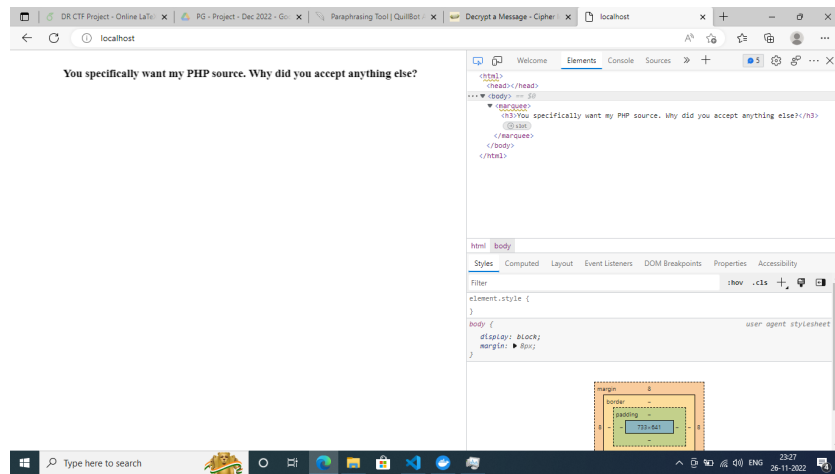 DR CTF Project - Online LaTe
PG - Project - Dec 2022 - Goo
Paraphrasing Tool | QuillBot A
Decrypt a Message - Cipher I
localhost
localhost
You specifically want my PHP source. Why did you accept anything else?
Welcome Elements Console Sources 5
<html>
<head></head>
<body> == $0
<marquee>
<h3>You specifically want my PHP source. Why did you accept anything else?</h3>
slot
</marquee>
</body>
</html>
html body
Styles Computed Layout Event Listeners DOM Breakpoints Properties Accessibility
Filter :hov .cls
element.style {
}
body { user agent stylesheet
display: block;
margin: 8px;
}
margin 8
border –
padding –
8 – – 733×841 – – 8
–
Type here to search
ENG
23:27
26-11-2022